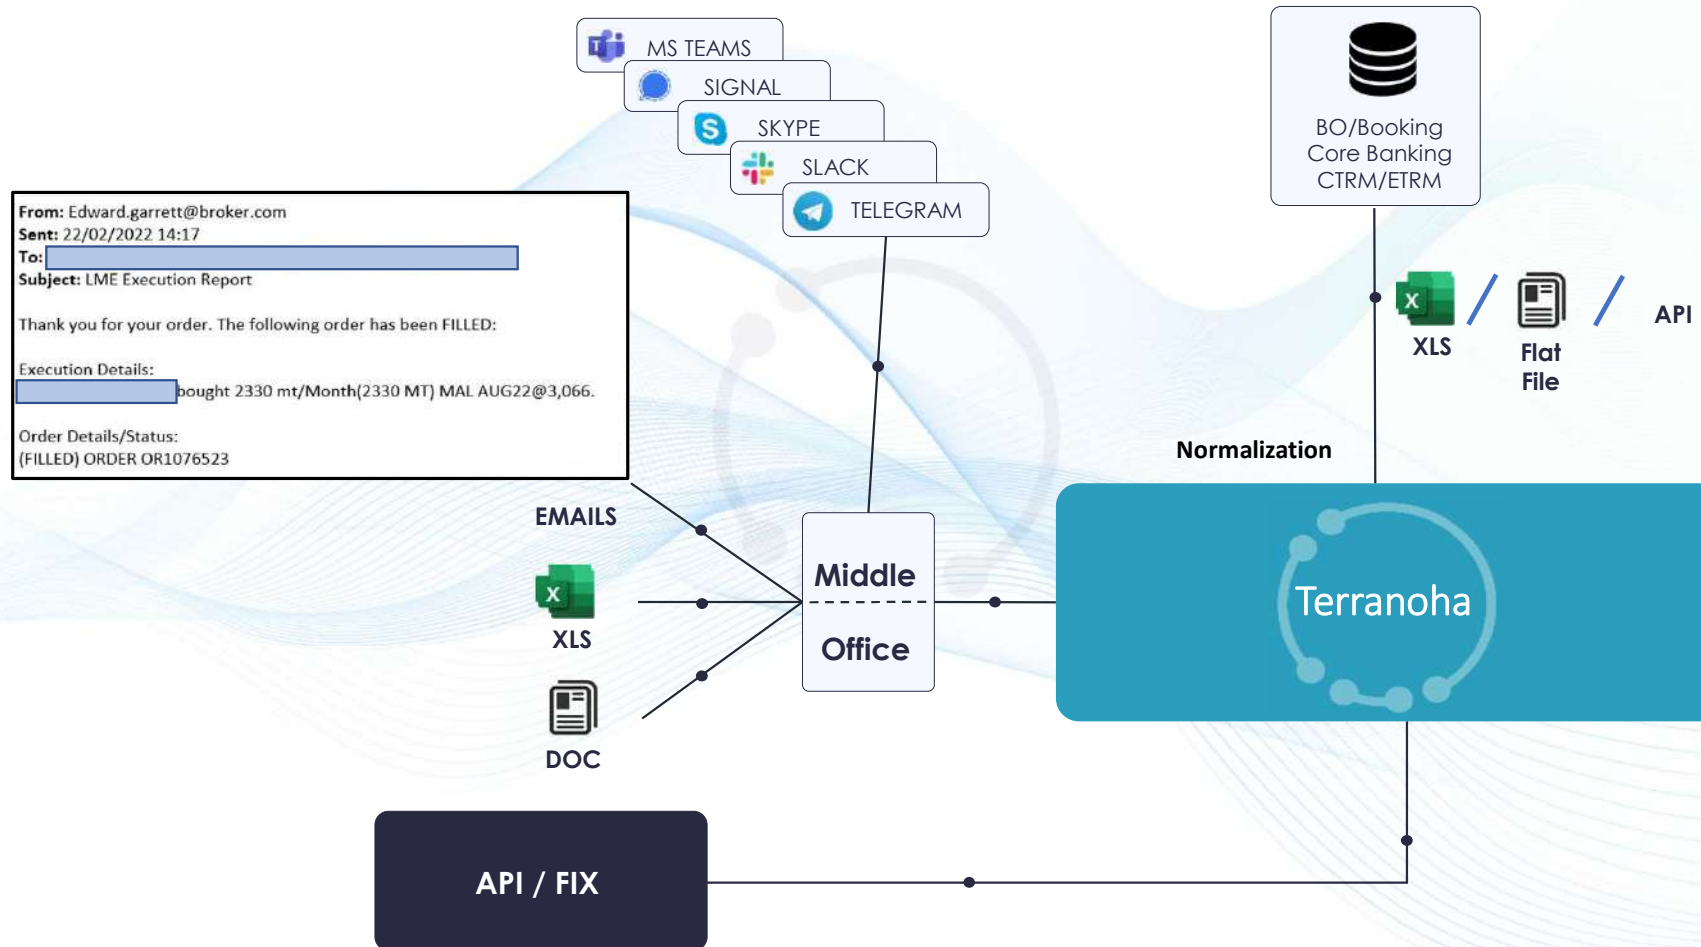 MS TEAMS
SIGNAL
SKYPE
SLACK
TELEGRAM
BO/Booking
Core Banking
CTRM/ETRM
From: Edward.garrett@broker.com
Sent: 22/02/2022 14:17
To:
Subject: LME Execution Report
Thank you for your order. The following order has been FILLED:
Execution Details:
bought 2330 mt/Month(2330 MT) MAL AUG22@3,066.
Order Details/Status:
(FILLED) ORDER OR1076523
XLS
Flat
File
API
Normalization
EMAILS
XLS
DOC
Middle
Office
Terranoha
API / FIX